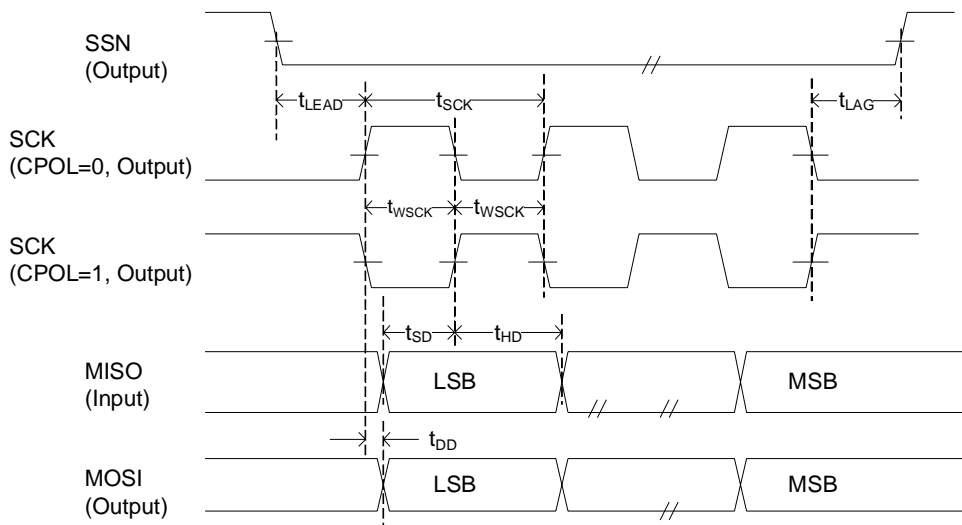 SSN
(Output)
tLEAD
tSCK
tLAG
SCK
(CPOL=0, Output)
tWSCK
tWSCK
SCK
(CPOL=1, Output)
tSD
tHD
MISO
(Input)
LSB
MSB
tDD
MOSI
(Output)
LSB
MSB